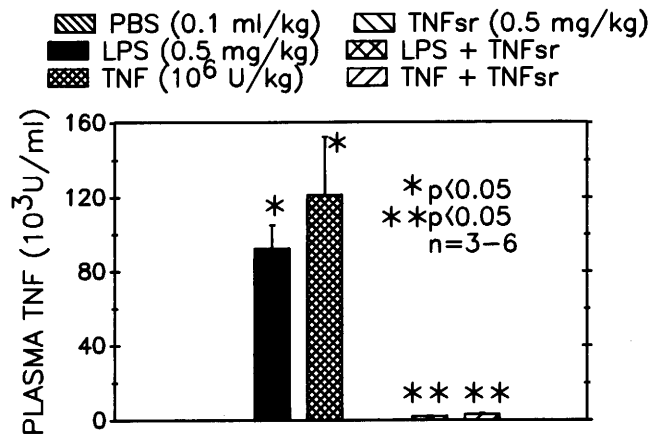 PBS (0.1 ml/kg) TNFsr (0.5 mg/kg)
LPS (0.5 mg/kg) LPS + TNFsr
TNF (10⁶ U/kg) TNF + TNFsr
PLASMA TNF (10³U/ml)
160
120
80
40
0
*
*
*p<0.05
**p<0.05
n=3-6
** **